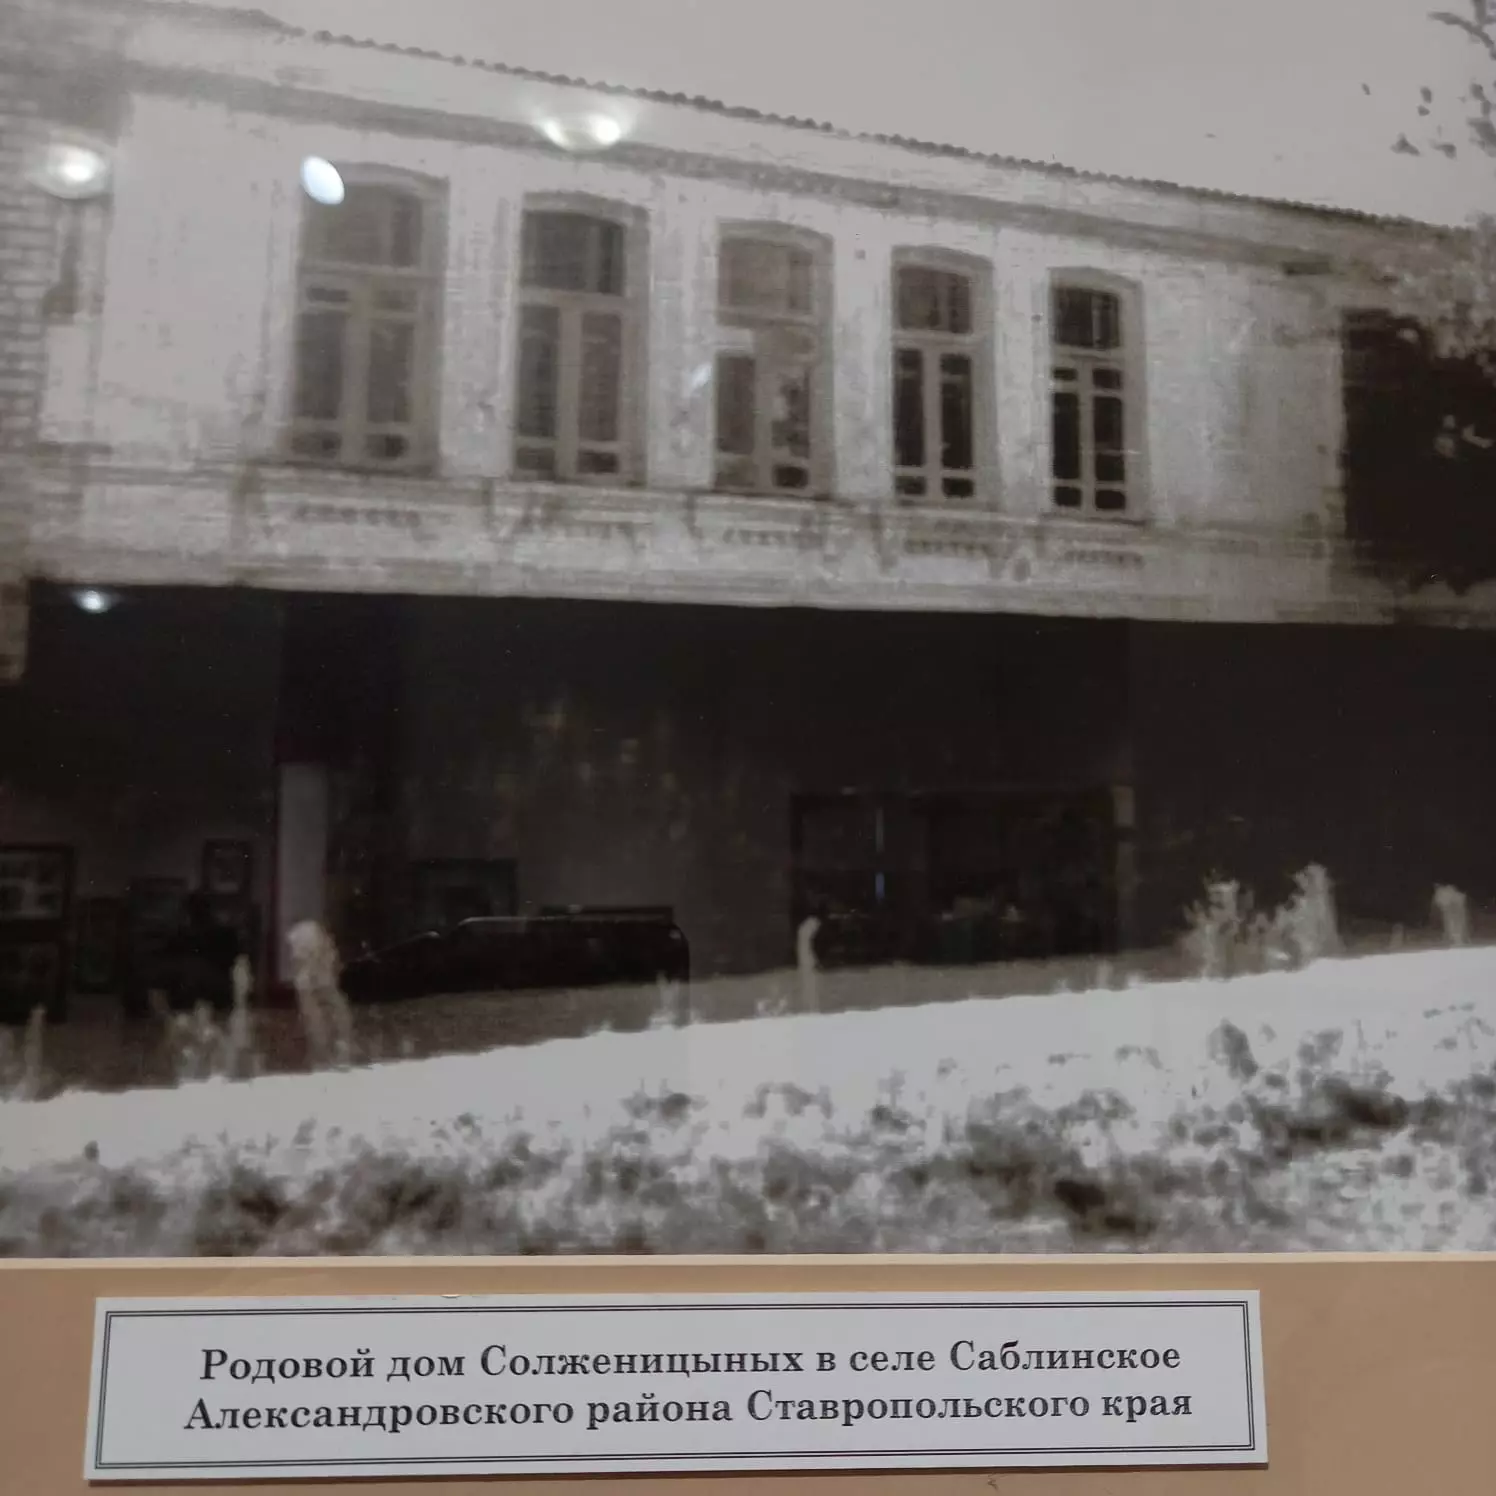 Родовой дом Солженицыных в селе Саблинское
Александровского района Ставропольского края